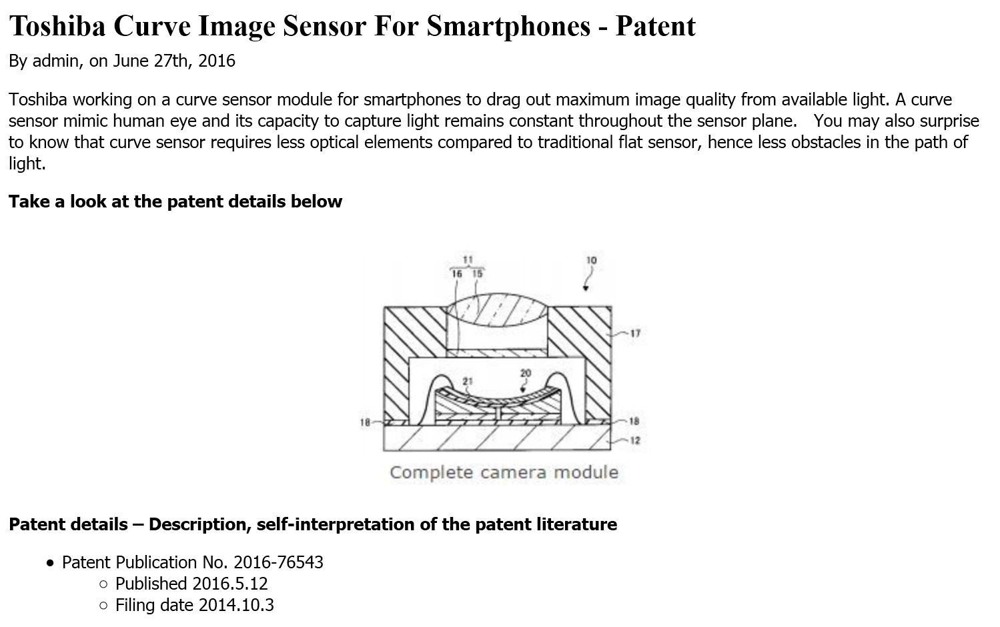 Toshiba Curve Image Sensor For Smartphones - Patent
By admin, on June 27th, 2016
Toshiba working on a curve sensor module for smartphones to drag out maximum image quality from available light. A curve
sensor mimic human eye and its capacity to capture light remains constant throughout the sensor plane. You may also surprise
to know that curve sensor requires less optical elements compared to traditional flat sensor, hence less obstacles in the path of
light.
Take a look at the patent details below
11
10
16 15
17
20
21
18
18
12
Complete camera module
Patent details – Description, self-interpretation of the patent literature
• Patent Publication No. 2016-76543
○ Published 2016.5.12
○ Filing date 2014.10.3